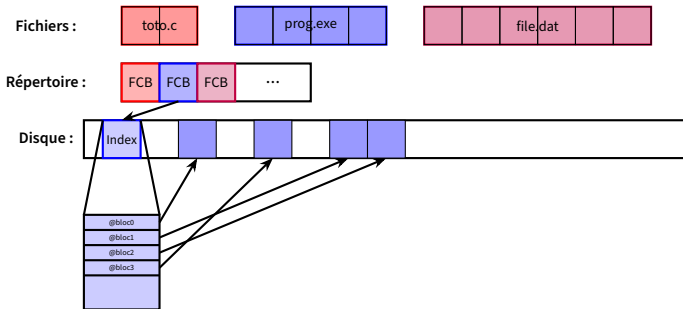 Fichiers : toto.c prog.exe file.dat
Répertoire : FCB FCB FCB ...
Disque : Index
@bloc0
@bloc1
@bloc2
@bloc3